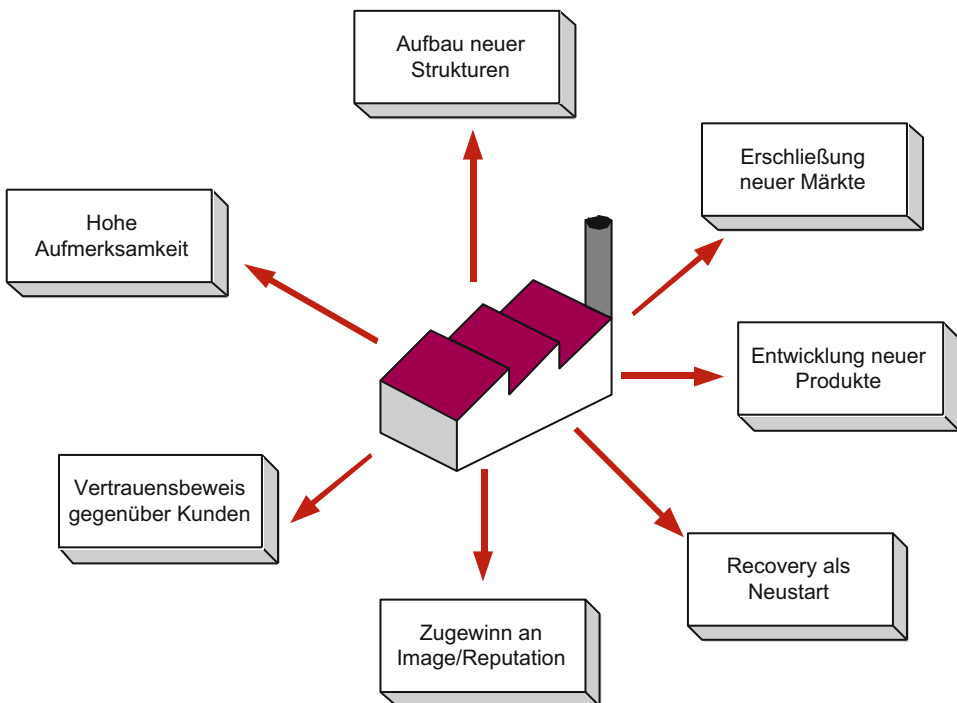 Aufbau neuer
Strukturen
Erschließung
neuer Märkte
Hohe
Aufmerksamkeit
Entwicklung neuer
Produkte
Vertrauensbeweis
gegenüber Kunden
Recovery als
Neustart
Zugewinn an
Image/Reputation